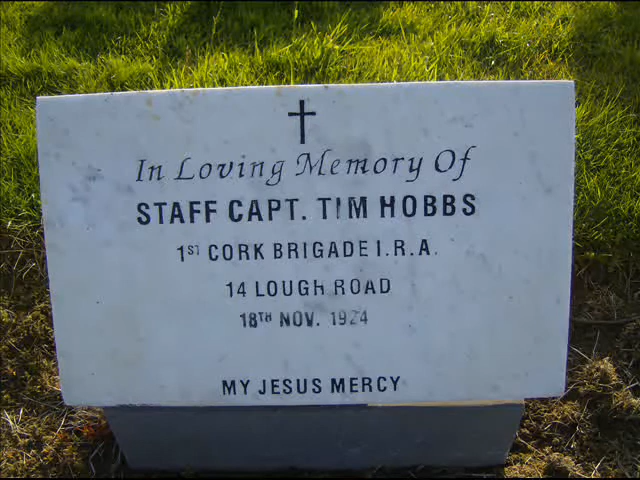 In Loving Memory Of
STAFF CAPT. TIM HOBBS
1ST CORK BRIGADE I.R.A.
14 LOUGH ROAD
18TH NOV. 1924
MY JESUS MERCY